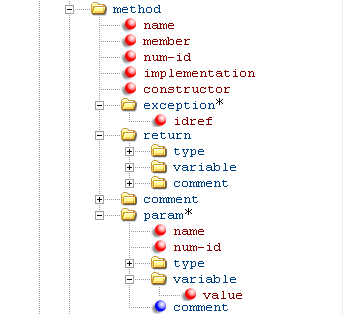 method
name
member
num-id
implementation
constructor
exception*
idref
return
type
variable
comment
comment
param*
name
num-id
type
variable
value
comment